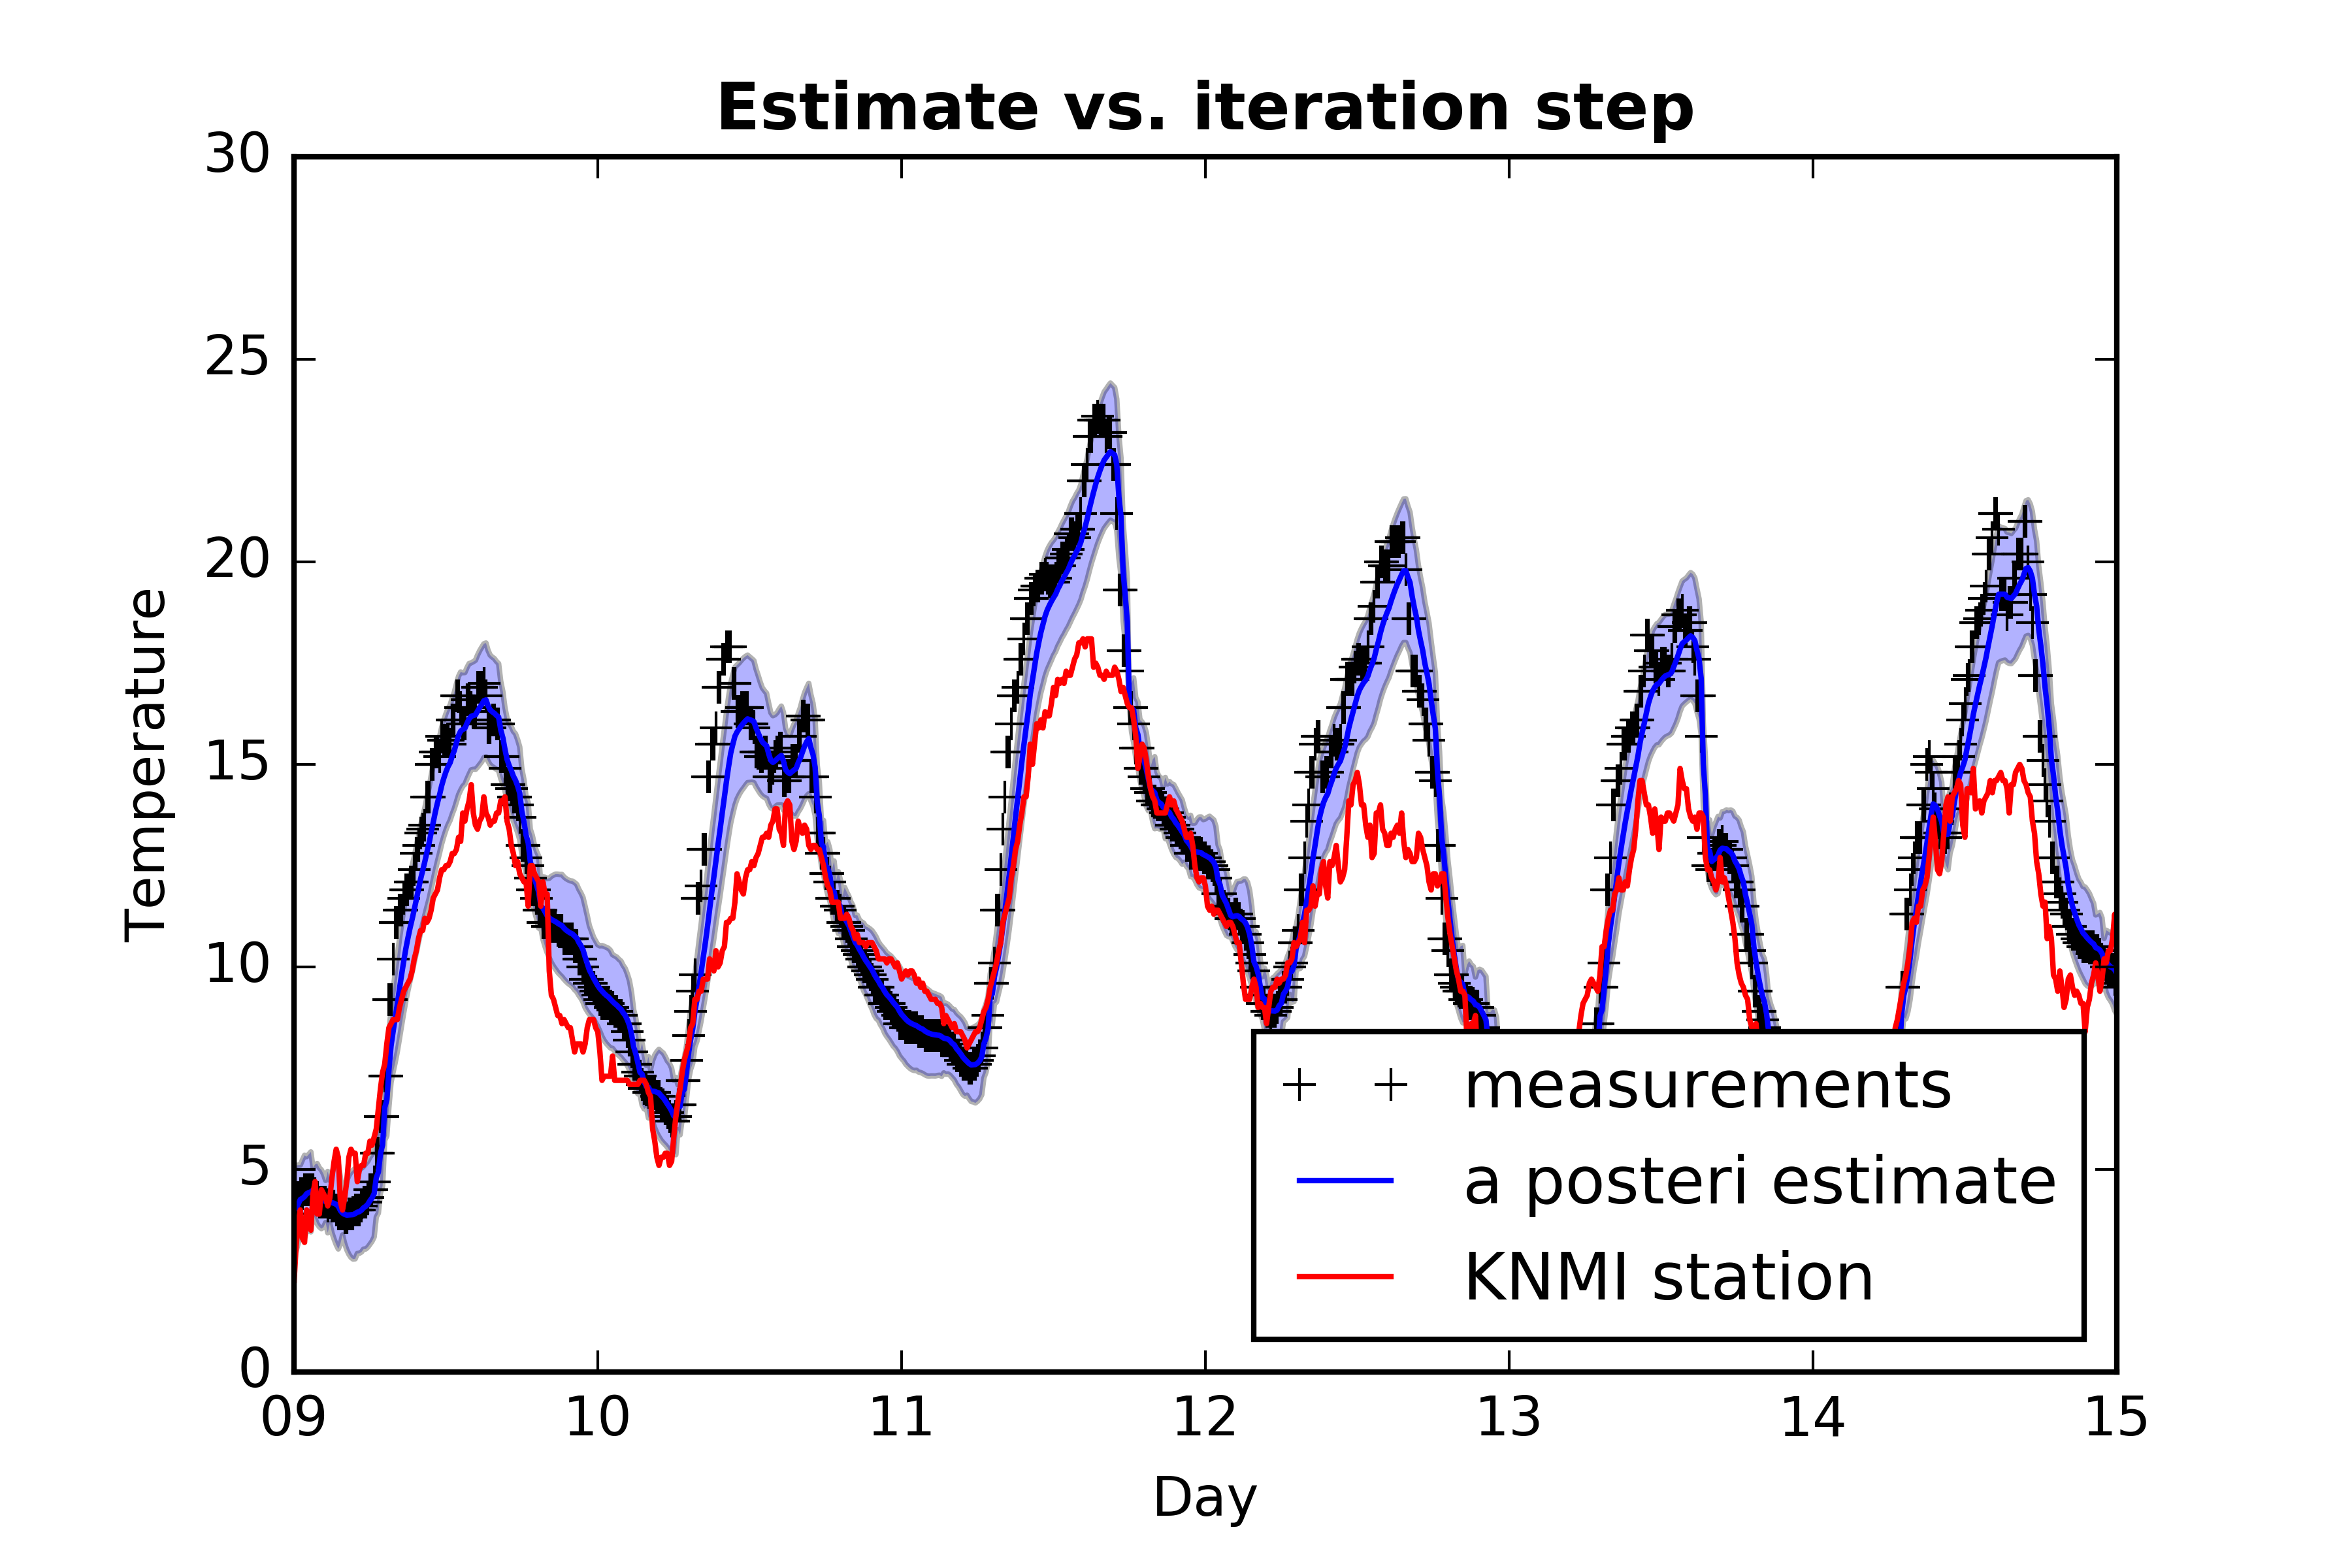 Estimate vs. iteration step
30
25
20
15
10
5
0
Temperature
measurements
a posteri estimate
KNMI station
09 10 11 12 13 14 15
Day